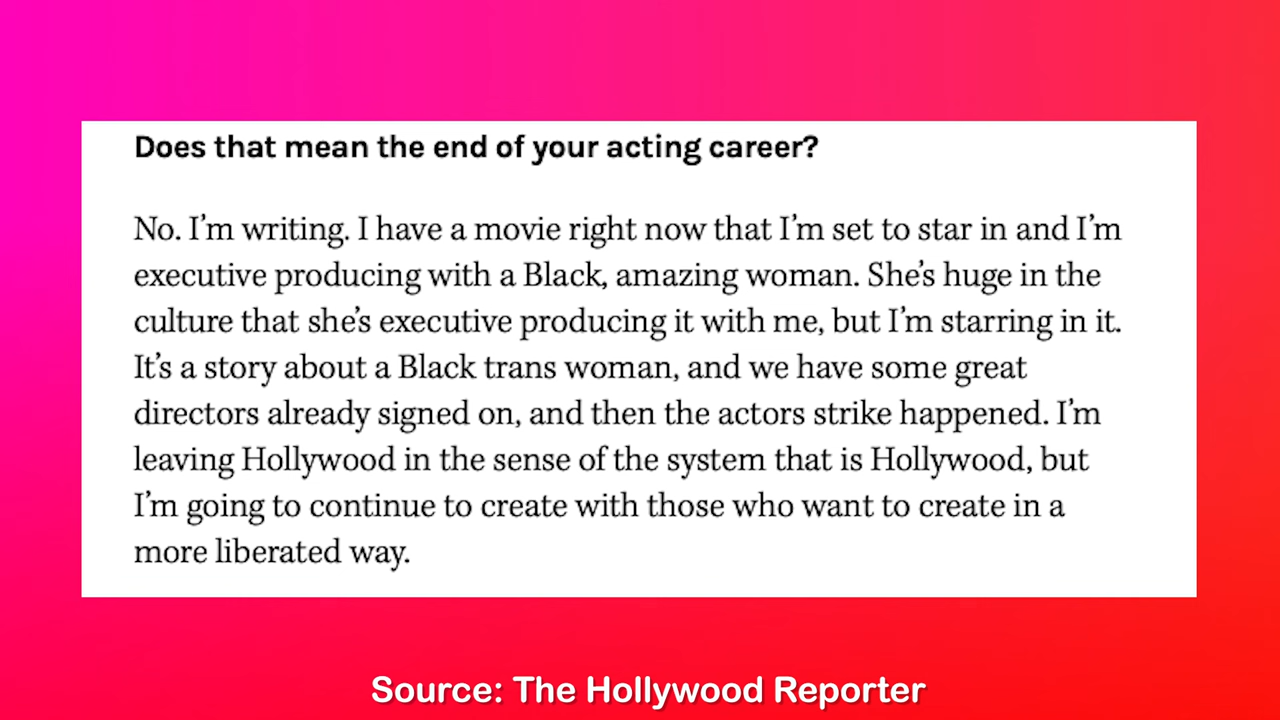 Does that mean the end of your acting career?
No. I’m writing. I have a movie right now that I’m set to star in and I’m
executive producing with a Black, amazing woman. She’s huge in the
culture that she’s executive producing it with me, but I’m starring in it.
It’s a story about a Black trans woman, and we have some great
directors already signed on, and then the actors strike happened. I’m
leaving Hollywood in the sense of the system that is Hollywood, but
I’m going to continue to create with those who want to create in a
more liberated way.
Source: The Hollywood Reporter